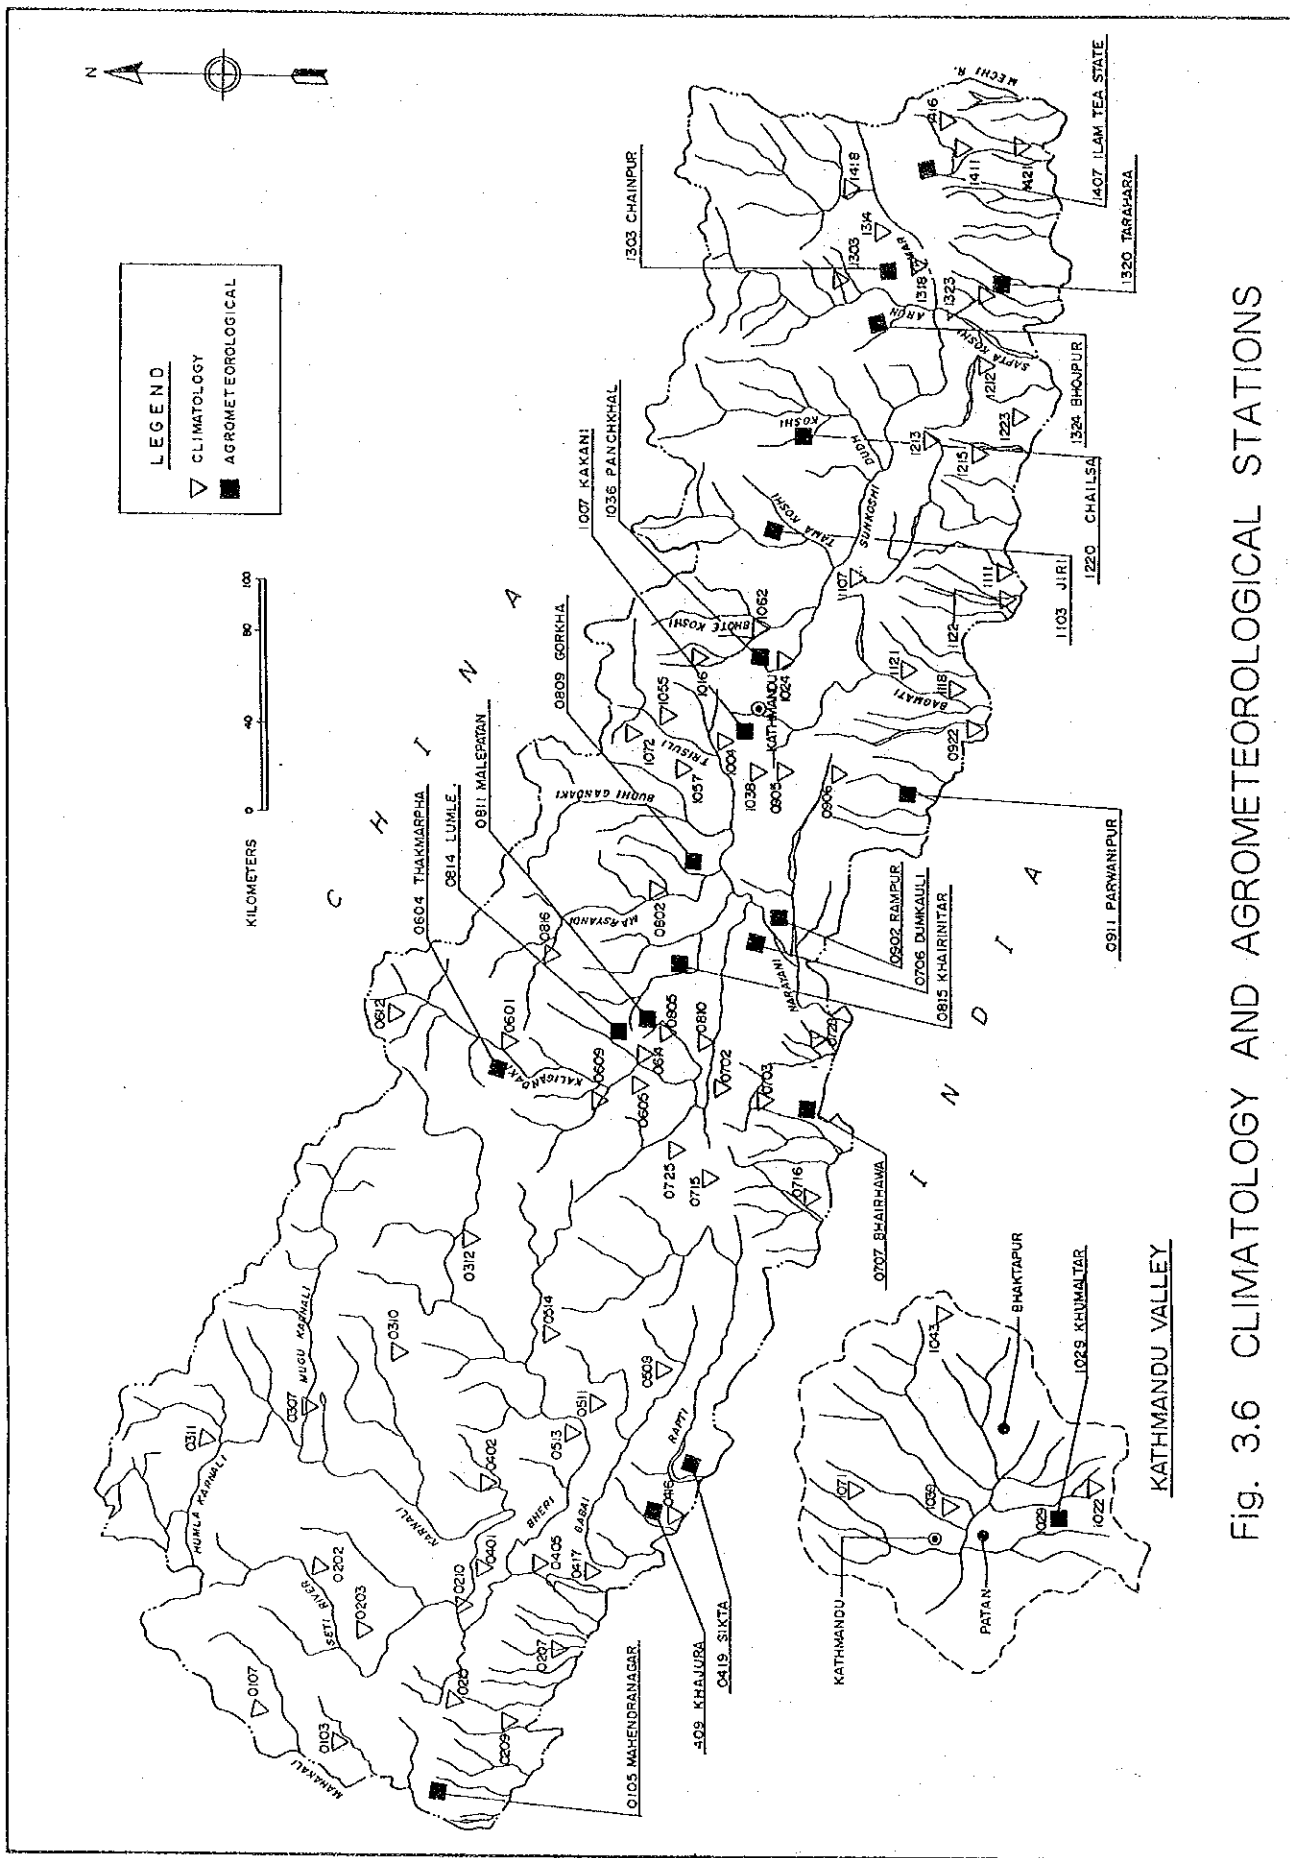 N
LEGEND
CLIMATOLOGY
AGROMETEOROLOGICAL
KILOMETERS
0 40 80 100
C H I N A
I N D I A
0604 THAKMARPHA
0814 LUMLE
0811 MALEPATAN
0809 GORKHA
1007 KAKANI
1036 PANCHKHAL
1303 CHAINPUR
0105 MAHENDRANAGAR
409 KHAJURA
0419 SIKTA
0707 BHAIRHAWA
0902 RAMPUR
0706 DUMKAULI
0815 KHAIRINITAR
0911 PARWANIPUR
1103 JIRI
1220 CHAILSA
1324 BHOJPUR
1320 TARAHARA
1407 ILAM TEA STATE
MAHAKALI
SETI RIVER
HUMLA KARNALI
MUGU KARNALI
KARNALI
BHERI
BABAI
RAPTI
KALIGANDAKI
MARSYANDI
BUDHI GANDAKI
TRISULI
NARAYANI
BAGMATI
BHOTE KOSHI
TAMA KOSHI
SUNKOSHI
DUDH KOSHI
ARUN
SAPTA KOSHI
MECHI R.
KATHMANDU
0107
0103
0202
0203
0207
0209
0210
0311
0307
0310
0312
0401
0402
0405
0417
0416
0508
0511
0513
0514
0601
0605
0609
0612
0614
0702
0703
0715
0716
0725
0802
0805
0810
0816
0905
0906
0922
1004
1016
1024
1038
1055
1057
1062
1072
1107
1111
1118
1121
1122
1212
1213
1215
1223
1303
1314
1318
1323
1411
1416
1418
1421
KATHMANDU
PATAN
BHAKTAPUR
1029 KHUMALTAR
1071
1039
1043
1029
1022
KATHMANDU VALLEY
Fig. 3.6 CLIMATOLOGY AND AGROMETEOROLOGICAL STATIONS